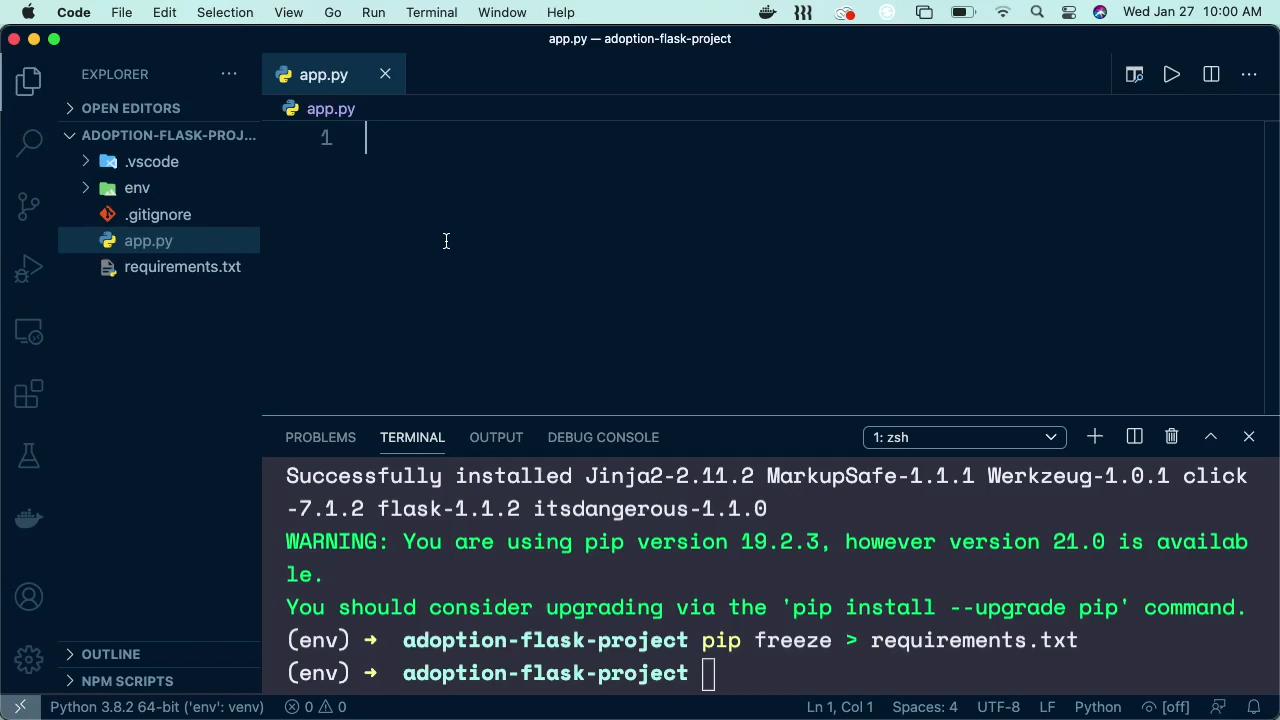 Code File Edit Selection View Go Run Terminal Window Help Wed Jan 27 10:00 AM
app.py — adoption-flask-project
EXPLORER
app.py
OPEN EDITORS
app.py
ADOPTION-FLASK-PROJ...
1
.vscode
env
.gitignore
app.py
requirements.txt
PROBLEMS TERMINAL OUTPUT DEBUG CONSOLE 1: zsh
Successfully installed Jinja2-2.11.2 MarkupSafe-1.1.1 Werkzeug-1.0.1 click
-7.1.2 flask-1.1.2 itsdangerous-1.1.0
WARNING: You are using pip version 19.2.3, however version 21.0 is availab
le.
You should consider upgrading via the 'pip install --upgrade pip' command.
(env) → adoption-flask-project pip freeze > requirements.txt
(env) → adoption-flask-project
OUTLINE
NPM SCRIPTS
Python 3.8.2 64-bit ('env': venv) 0 0 Ln 1, Col 1 Spaces: 4 UTF-8 LF Python [off]